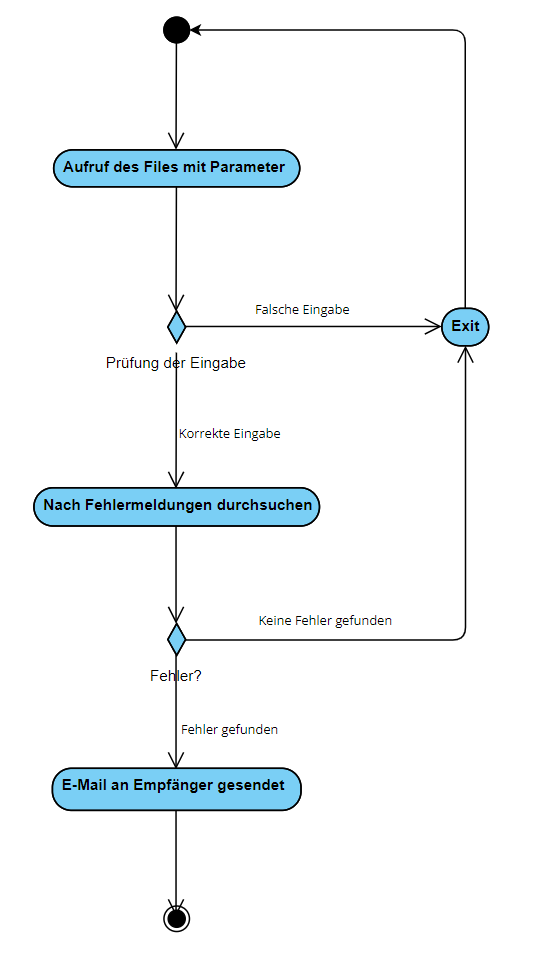 Aufruf des Files mit Parameter
Falsche Eingabe
Exit
Prüfung der Eingabe
Korrekte Eingabe
Nach Fehlermeldungen durchsuchen
Keine Fehler gefunden
Fehler?
Fehler gefunden
E-Mail an Empfänger gesendet